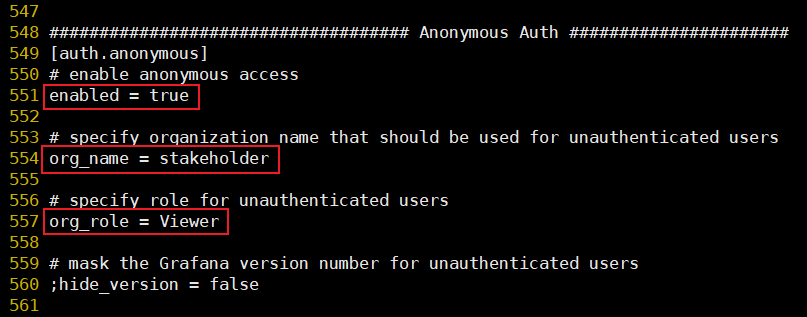 547
548 ################################## Anonymous Auth #####################
549 [auth.anonymous]
550 # enable anonymous access
551 enabled = true
552
553 # specify organization name that should be used for unauthenticated users
554 org_name = stakeholder
555
556 # specify role for unauthenticated users
557 org_role = Viewer
558
559 # mask the Grafana version number for unauthenticated users
560 ;hide_version = false
561